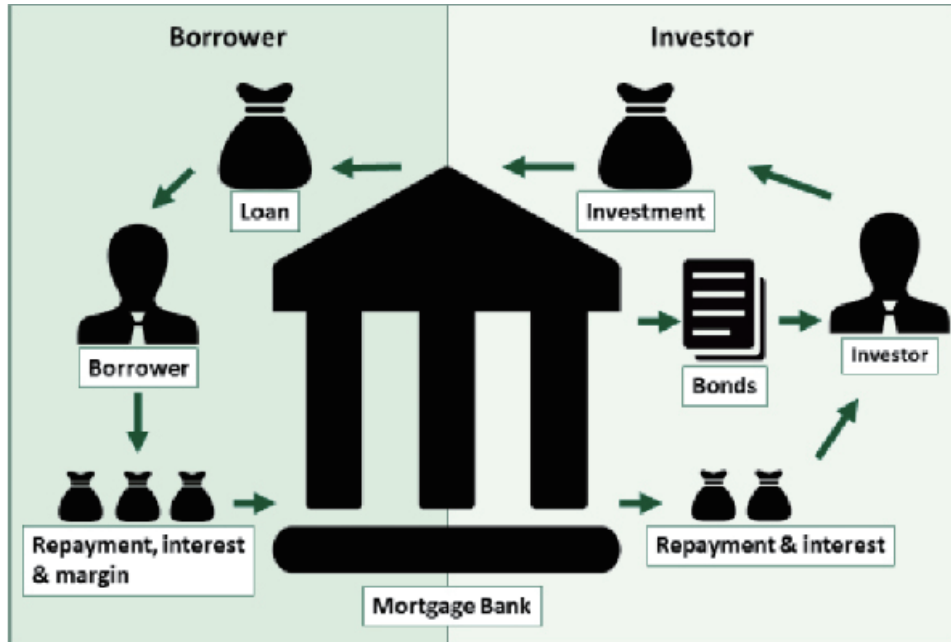 Borrower
Investor
Loan
Investment
Borrower
Bonds
Investor
Repayment, interest
& margin
Repayment & interest
Mortgage Bank